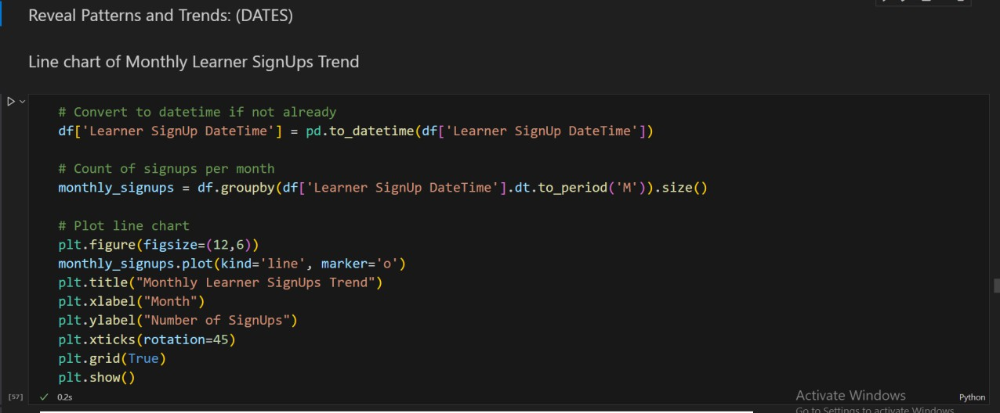 Reveal Patterns and Trends: (DATES)
Line chart of Monthly Learner SignUps Trend
# Convert to datetime if not already
df['Learner SignUp DateTime'] = pd.to_datetime(df['Learner SignUp DateTime'])
# Count of signups per month
monthly_signups = df.groupby(df['Learner SignUp DateTime'].dt.to_period('M')).size()
# Plot line chart
plt.figure(figsize=(12,6))
monthly_signups.plot(kind='line', marker='o')
plt.title("Monthly Learner SignUps Trend")
plt.xlabel("Month")
plt.ylabel("Number of SignUps")
plt.xticks(rotation=45)
plt.grid(True)
plt.show()
[57] ✓ 0.2s
Activate Windows
Python
Go to Settings to activate Windows.